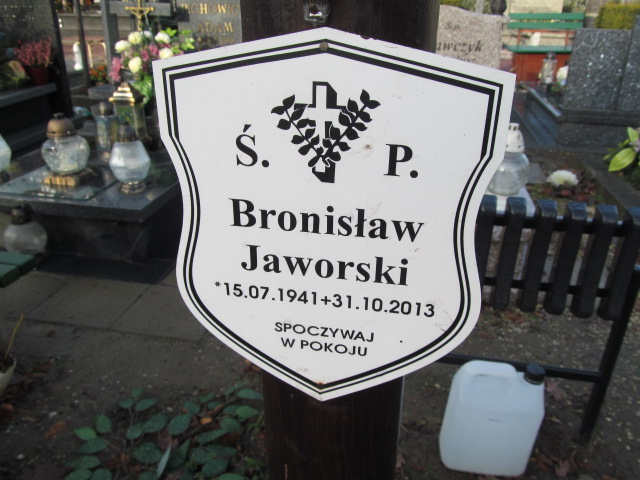 Ś. P.
Bronisław
Jaworski
*15.07.1941+31.10.2013
SPOCZYWAJ
W POKOJU